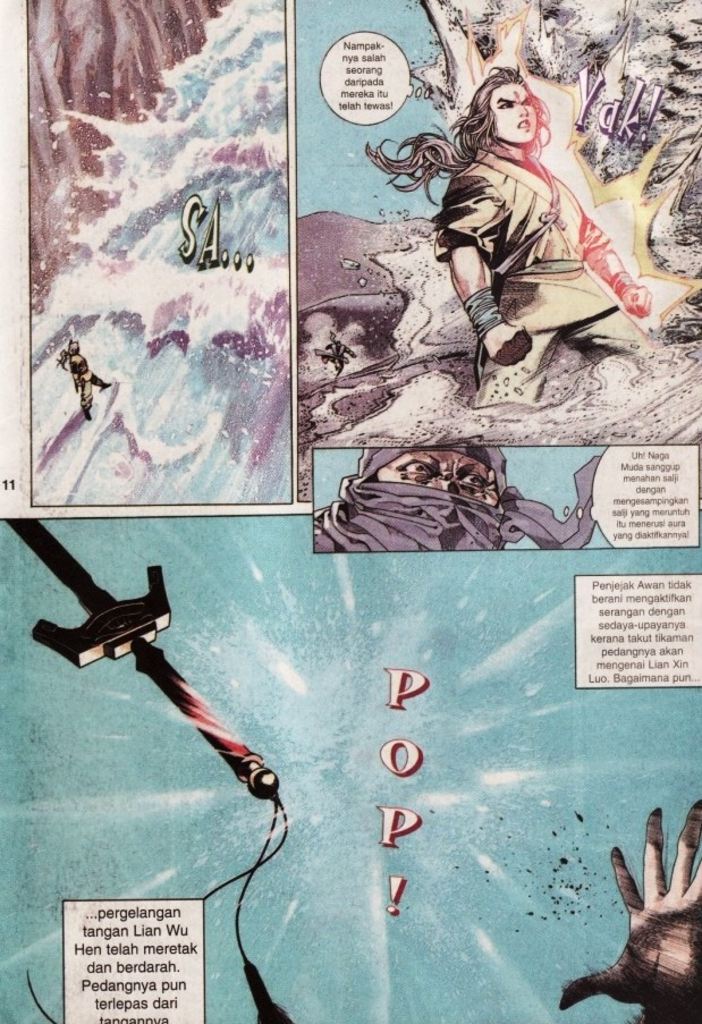 SA...
Nampak-
nya salah
seorang
daripada
mereka itu
telah tewas!
Yak!
Uh! Naga
Muda sanggup
menahan salji
dengan
mengesampingkan
salji yang meruntuh
itu menerusi aura
yang diaktifkannya!
11
Penjejak Awan tidak
berani mengaktifkan
serangan dengan
sedaya-upayanya
kerana takut tikaman
pedangnya akan
mengenai Lian Xin
Luo. Bagaimana pun...
POP!
...pergelangan
tangan Lian Wu
Hen telah meretak
dan berdarah.
Pedangnya pun
terlepas dari
tangannya